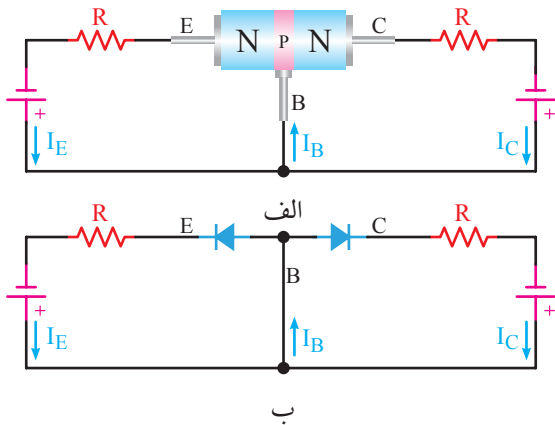 R E N P N C R
B
+ I_E I_B I_C +
الف
R E C R
B
+ I_E I_B I_C +
ب